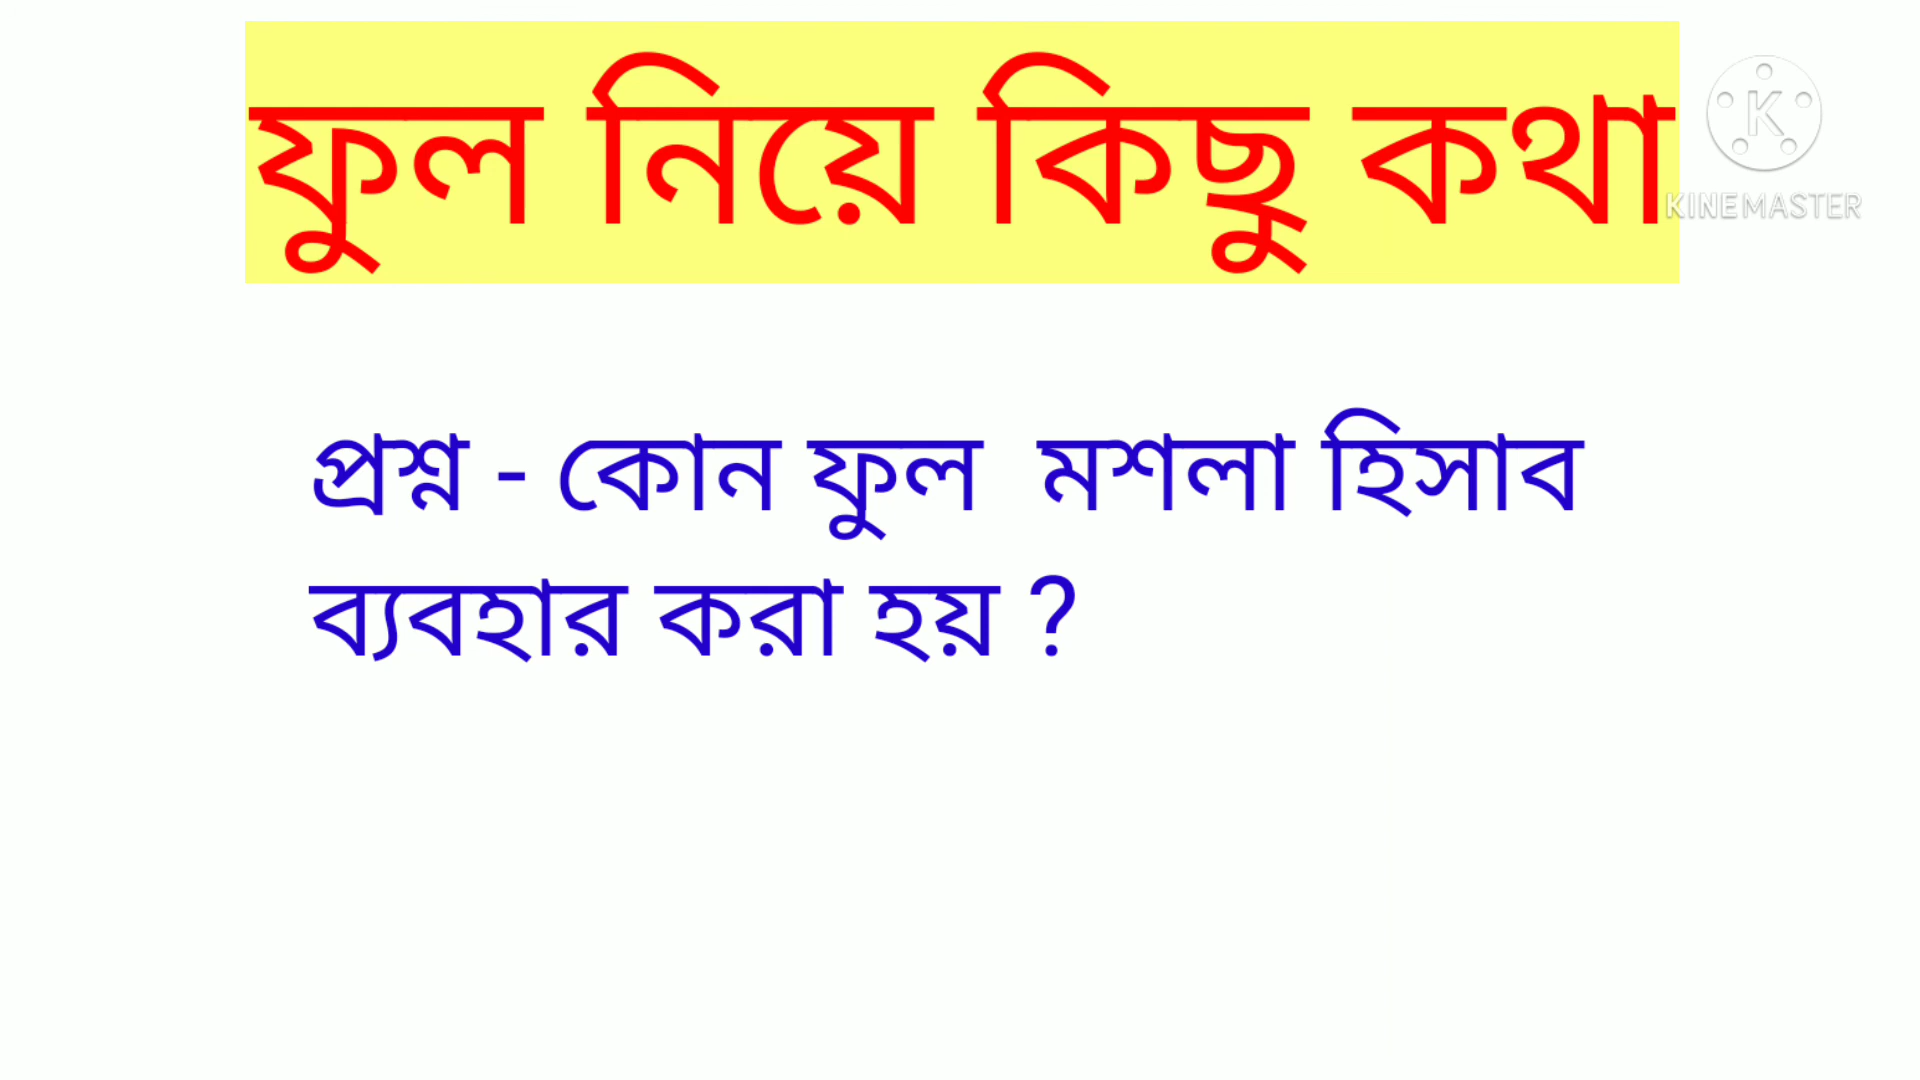 ফুল নিয়ে কিছু কথা
K
KINEMASTER
প্রশ্ন - কোন ফুল মশলা হিসাব
ব্যবহার করা হয় ?